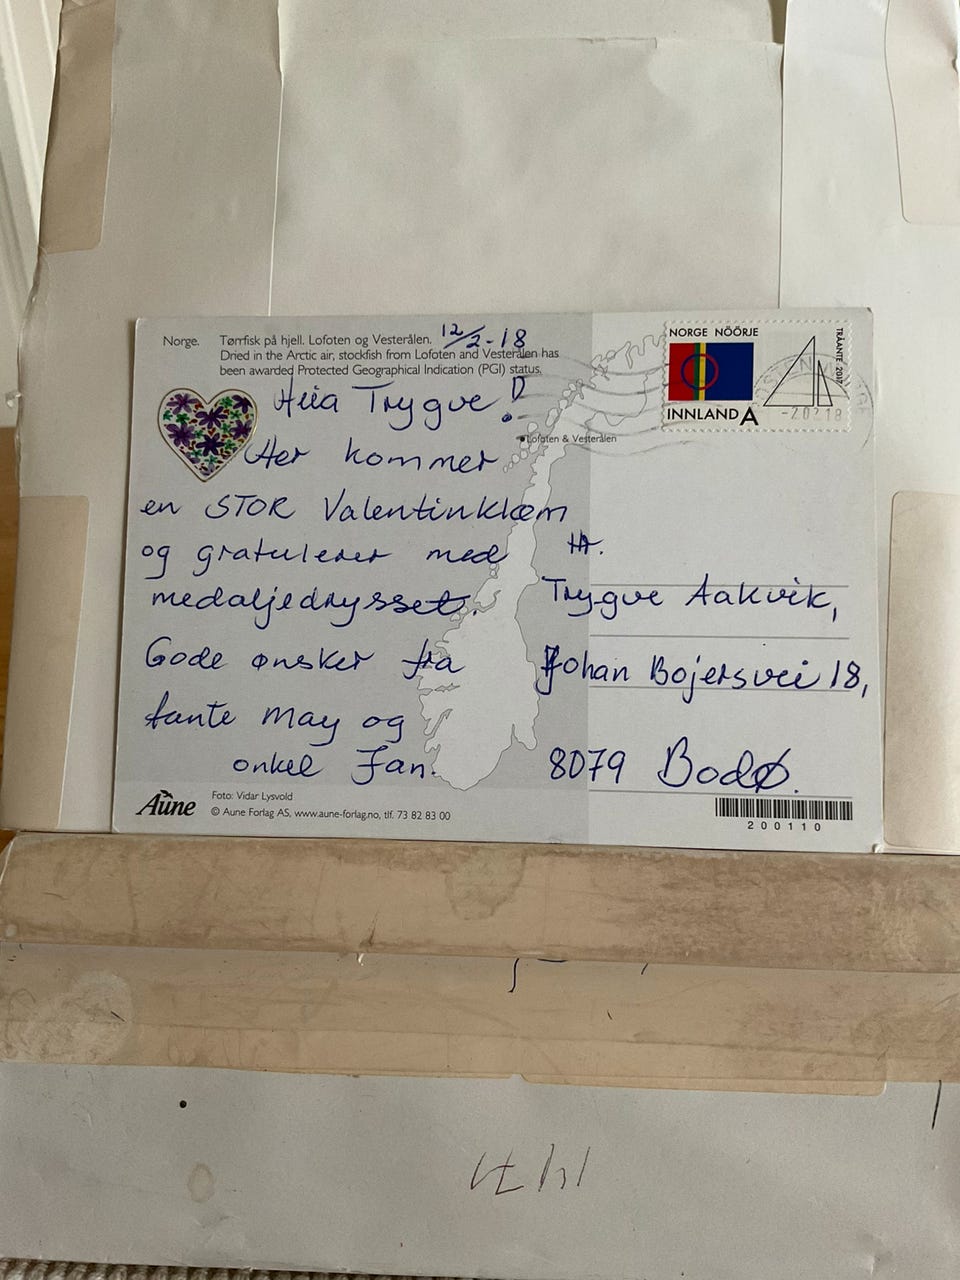 Norge. Tørrfisk på hjell. Lofoten og Vesterålen.
Dried in the Arctic air, stockfish from Lofoten and Vesterålen has
been awarded Protected Geographical Indication (PGI) status.
12/2-18
NORGE NÖÖRJE
TRÅANTE 2017
INNLAND A
Lofoten & Vesterålen
Heia Trygve!
Her kommer
en STOR Valentinklem
og gratulerer med
medaljedrysset.
Gode ønsker fra
tante May og
onkel Jan.
Hr.
Trygve Aakvik,
Johan Bojersvei 18,
8079 Bodø.
Aune
Foto: Vidar Lysvold
© Aune Forlag AS, www.aune-forlag.no, tlf. 73 82 83 00
200110